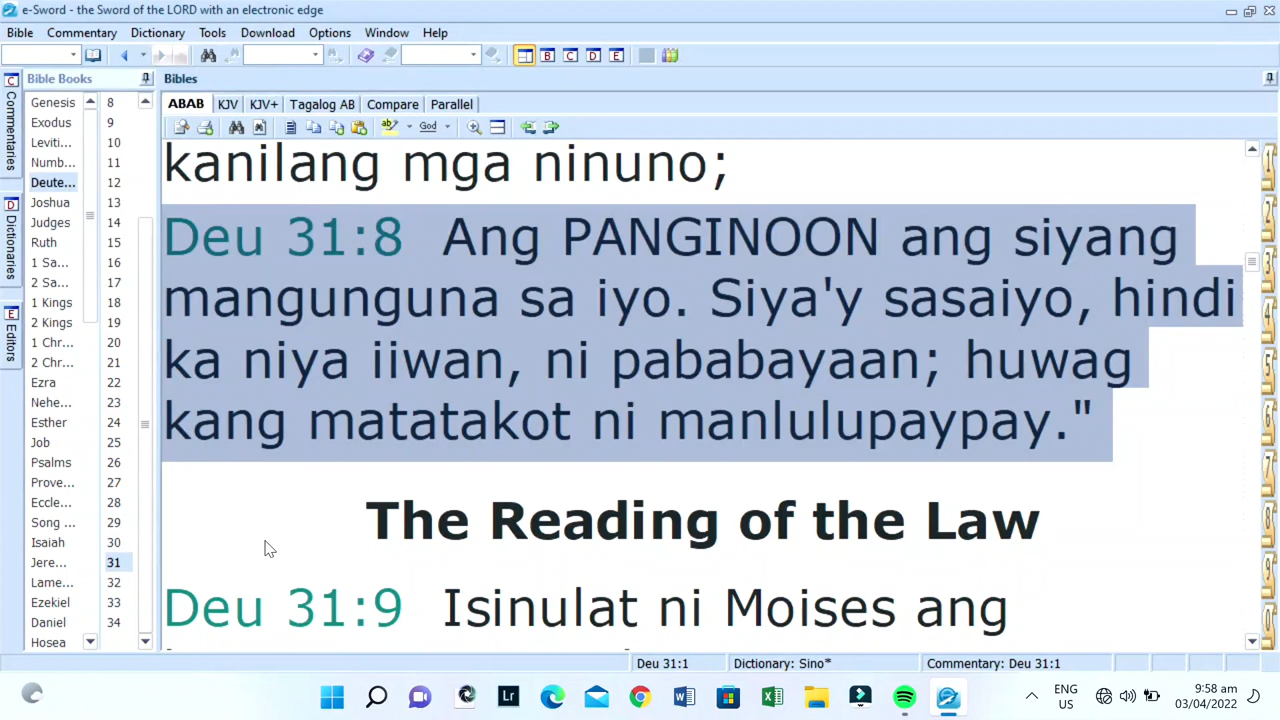 e-Sword - the Sword of the LORD with an electronic edge
Bible Commentary Dictionary Tools Download Options Window Help
B C D E
Bible Books
Bibles
ABAB KJV KJV+ Tagalog AB Compare Parallel
God
Commentaries
Dictionaries
Editors
Genesis 8
Exodus 9
Leviti... 10
Numb... 11
Deute... 12
Joshua 13
Judges 14
Ruth 15
1 Sa... 16
2 Sa... 17
1 Kings 18
2 Kings 19
1 Chr... 20
2 Chr... 21
Ezra 22
Nehe... 23
Esther 24
Job 25
Psalms 26
Prove... 27
Eccle... 28
Song ... 29
Isaiah 30
Jere... 31
Lame... 32
Ezekiel 33
Daniel 34
Hosea
kanilang mga ninuno;
Deu 31:8 Ang PANGINOON ang siyang
mangunguna sa iyo. Siya'y sasaiyo, hindi
ka niya iiwan, ni pababayaan; huwag
kang matatakot ni manlulupaypay."
The Reading of the Law
Deu 31:9 Isinulat ni Moises ang
Deu 31:1 Dictionary: Sino* Commentary: Deu 31:1
Lr
ENG
US
9:58 am
03/04/2022